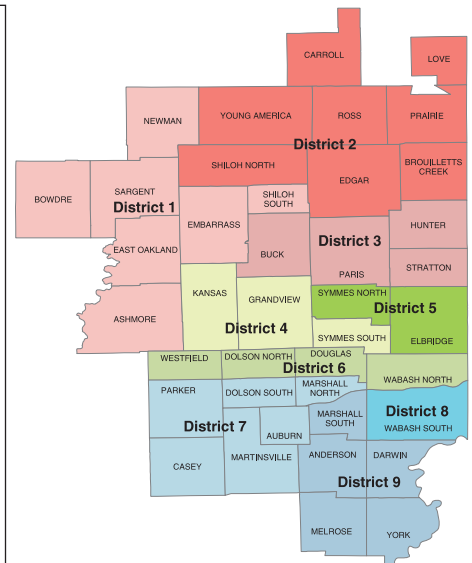 CARROLL
LOVE
NEWMAN
YOUNG AMERICA
ROSS
PRAIRIE
District 2
SHILOH NORTH
BROUILLETTS
CREEK
EDGAR
BOWDRE
SARGENT
District 1
SHILOH
SOUTH
EMBARRASS
HUNTER
District 3
EAST OAKLAND
BUCK
STRATTON
PARIS
KANSAS
GRANDVIEW
SYMMES NORTH
District 5
ASHMORE
District 4
SYMMES SOUTH
ELBRIDGE
WESTFIELD
DOLSON NORTH
DOUGLAS
District 6
WABASH NORTH
PARKER
DOLSON SOUTH
MARSHALL
NORTH
District 8
MARSHALL
SOUTH
WABASH SOUTH
District 7
AUBURN
CASEY
MARTINSVILLE
ANDERSON
DARWIN
District 9
MELROSE
YORK